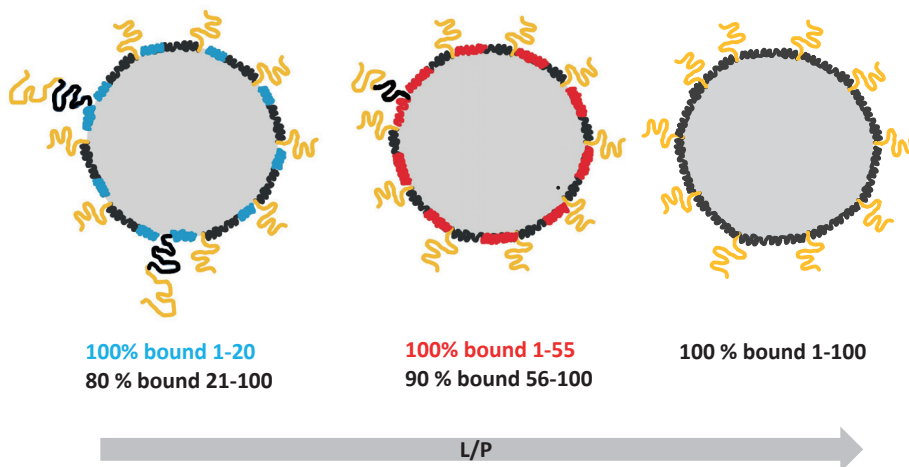 100% bound 1-20
80 % bound 21-100
100% bound 1-55
90 % bound 56-100
100 % bound 1-100
L/P